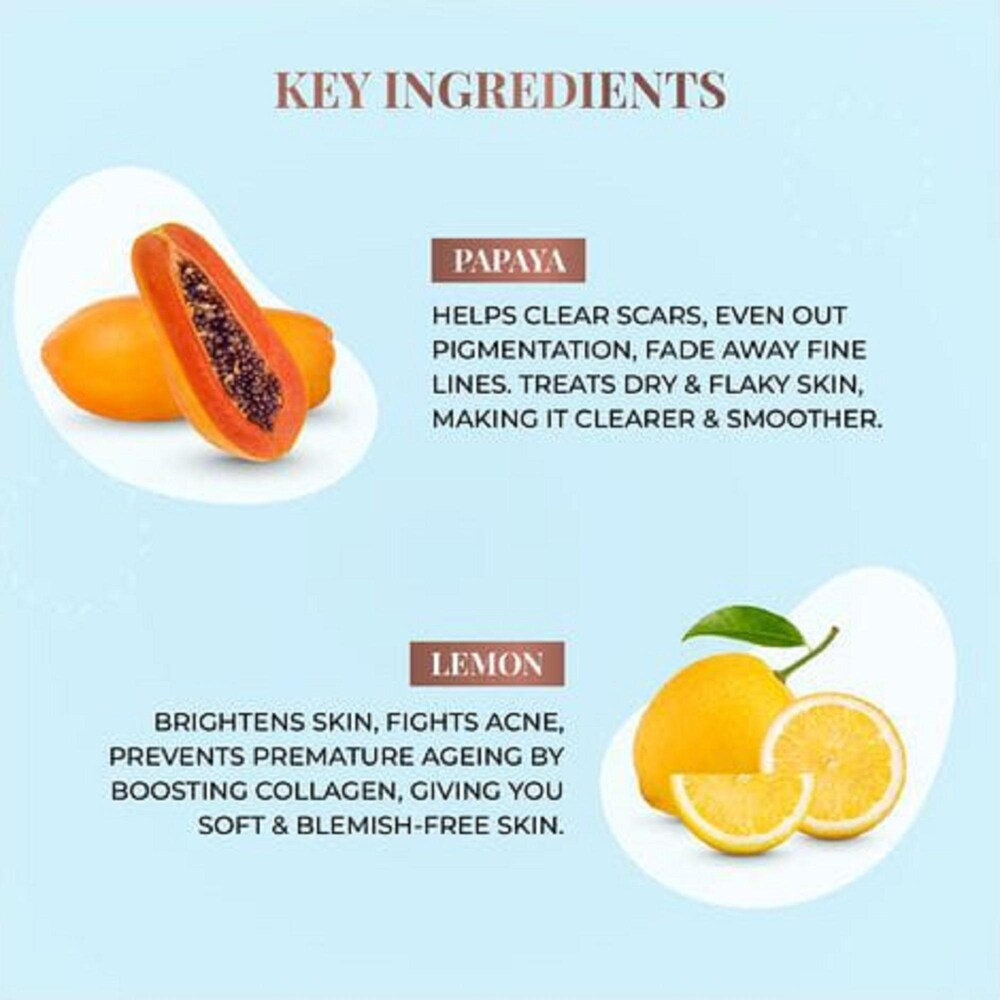 KEY INGREDIENTS
PAPAYA
HELPS CLEAR SCARS, EVEN OUT
PIGMENTATION, FADE AWAY FINE
LINES. TREATS DRY & FLAKY SKIN,
MAKING IT CLEARER & SMOOTHER.
LEMON
BRIGHTENS SKIN, FIGHTS ACNE,
PREVENTS PREMATURE AGEING BY
BOOSTING COLLAGEN, GIVING YOU
SOFT & BLEMISH-FREE SKIN.